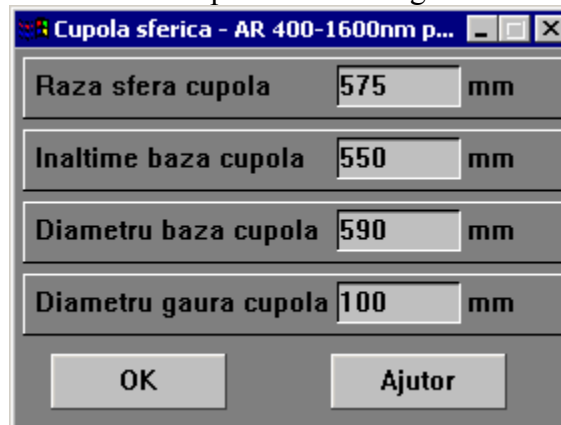 Cupola sferica - AR 400-1600nm p...
Raza sfera cupola 575 mm
Inaltime baza cupola 550 mm
Diametru baza cupola 590 mm
Diametru gaura cupola 100 mm
OK Ajutor